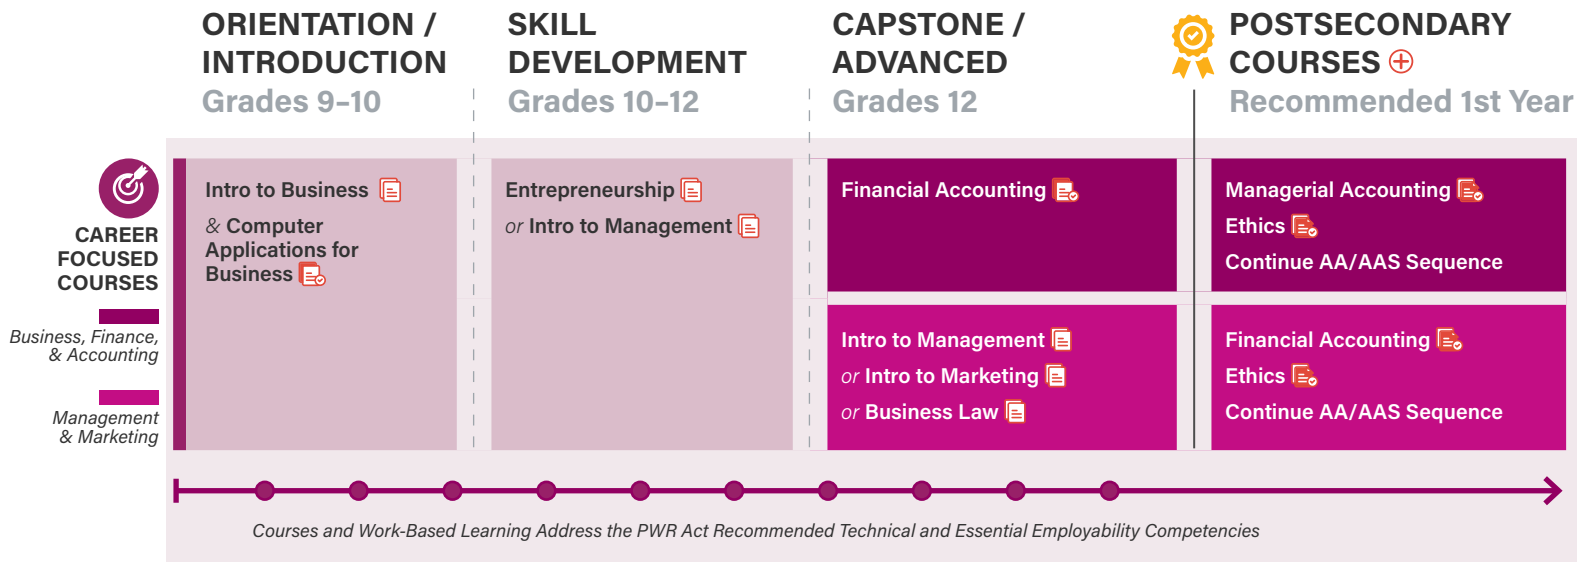 ORIENTATION /
INTRODUCTION
Grades 9–10
SKILL
DEVELOPMENT
Grades 10–12
CAPSTONE /
ADVANCED
Grades 12
POSTSECONDARY
COURSES
Recommended 1st Year
CAREER
FOCUSED
COURSES
Business, Finance,
& Accounting
Management
& Marketing
Intro to Business
& Computer
Applications for
Business
Entrepreneurship
or Intro to Management
Financial Accounting
Managerial Accounting
Ethics
Continue AA/AAS Sequence
Intro to Management
or Intro to Marketing
or Business Law
Financial Accounting
Ethics
Continue AA/AAS Sequence
Courses and Work-Based Learning Address the PWR Act Recommended Technical and Essential Employability Competencies